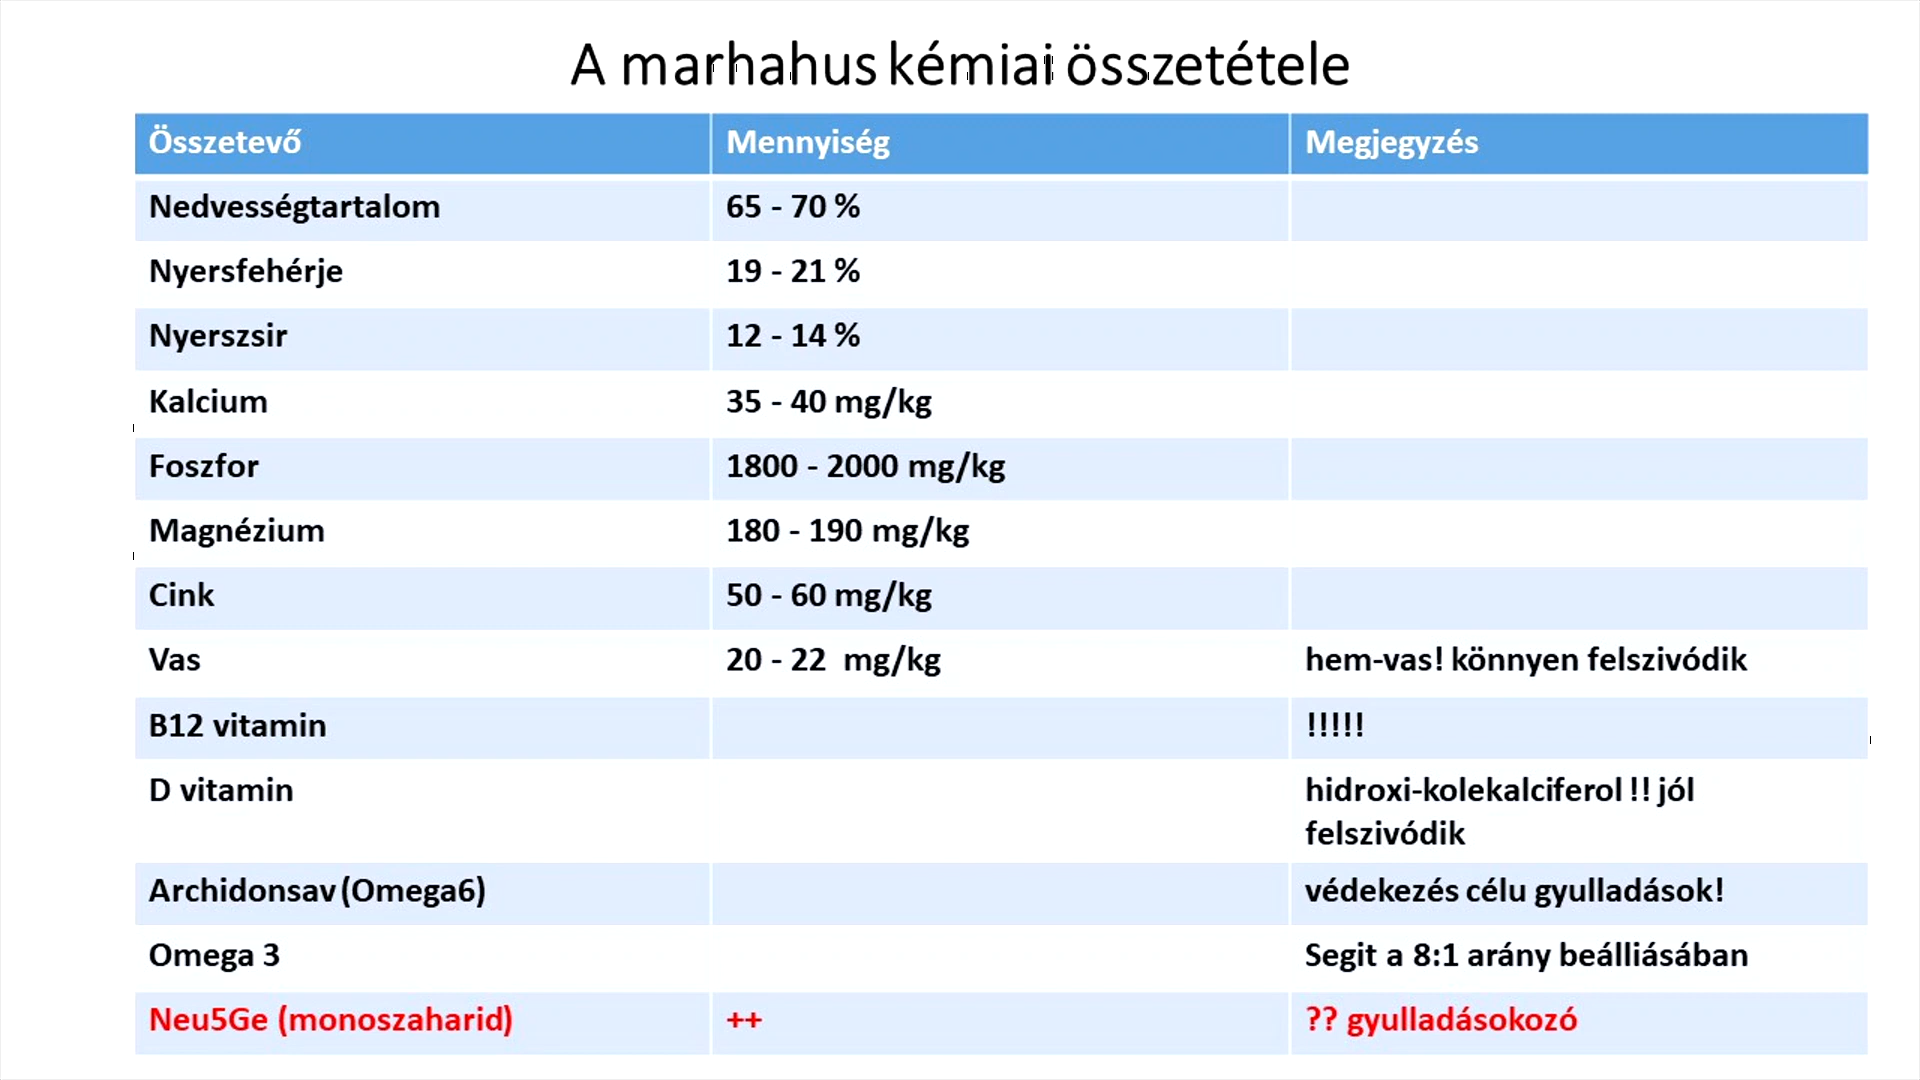 A marhahus kémiai összetétele
Összetevő Mennyiség Megjegyzés
Nedvességtartalom 65 - 70 %
Nyersfehérje 19 - 21 %
Nyerszsir 12 - 14 %
Kalcium 35 - 40 mg/kg
Foszfor 1800 - 2000 mg/kg
Magnézium 180 - 190 mg/kg
Cink 50 - 60 mg/kg
Vas 20 - 22 mg/kg hem-vas! könnyen felszivódik
B12 vitamin !!!!!
D vitamin hidroxi-kolekalciferol !! jól
felszivódik
Archidonsav (Omega6) védekezés célu gyulladások!
Omega 3 Segit a 8:1 arány beálliásában
Neu5Ge (monoszaharid) ++ ?? gyulladásokozó